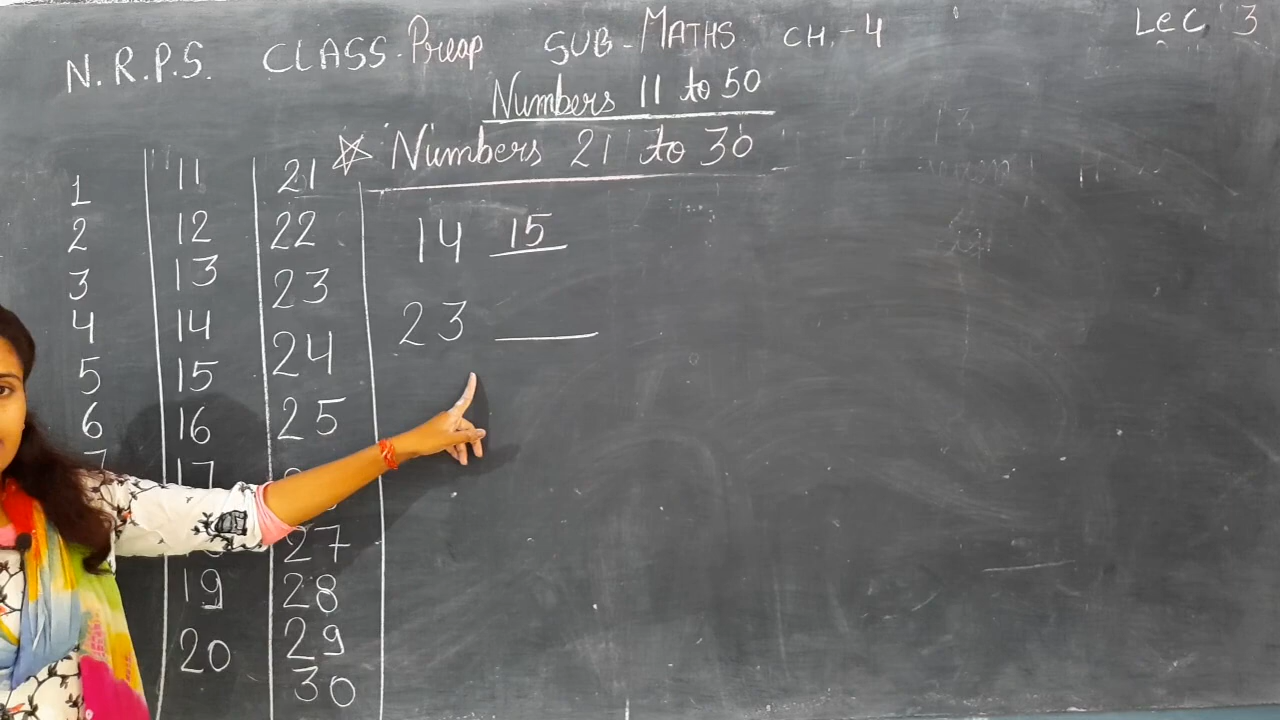 N.R.P.S. CLASS-Preap SUB-MATHS CH.-4 LeC 3
Numbers 11 to 50
Numbers 21 to 30
1 11 21
2 12 22
3 13 23
4 14 24
5 15 25
6 16
7 17
27
19 28
20 29
30
14 15
23